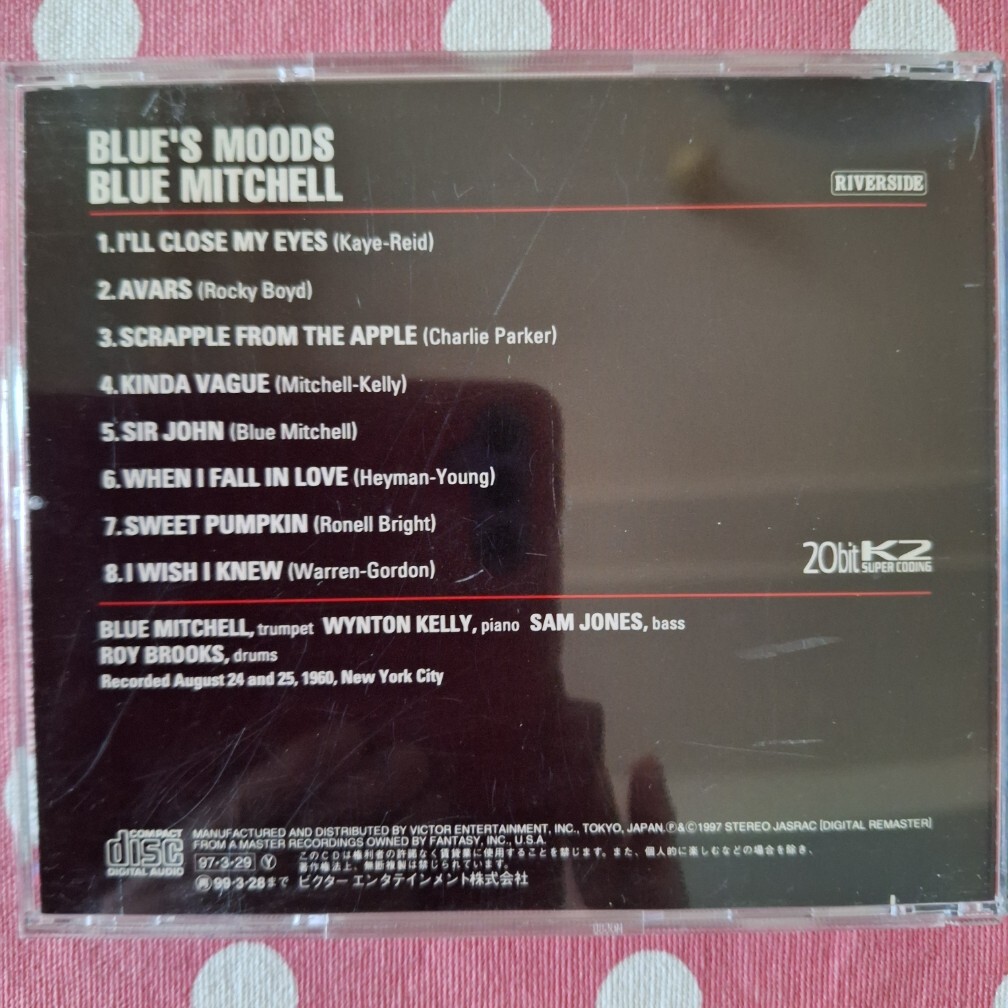 BLUE'S MOODS
BLUE MITCHELL
RIVERSIDE
1. I'LL CLOSE MY EYES (Kaye-Reid)
2. AVARS (Rocky Boyd)
3. SCRAPPLE FROM THE APPLE (Charlie Parker)
4. KINDA VAGUE (Mitchell-Kelly)
5. SIR JOHN (Blue Mitchell)
6. WHEN I FALL IN LOVE (Heyman-Young)
7. SWEET PUMPKIN (Ronell Bright)
8. I WISH I KNEW (Warren-Gordon)
20bit K2
SUPER CODING
BLUE MITCHELL, trumpet WYNTON KELLY, piano SAM JONES, bass
ROY BROOKS, drums
Recorded August 24 and 25, 1960, New York City
COMPACT
disc
DIGITAL AUDIO
MANUFACTURED AND DISTRIBUTED BY VICTOR ENTERTAINMENT, INC., TOKYO, JAPAN. Ⓟ&Ⓒ1997 STEREO JASRAC [DIGITAL REMASTER]
FROM A MASTER RECORDINGS OWNED BY FANTASY, INC., U.S.A.
97・3・29 Ⓨ このCDは権利者の許諾なく賃貸業に使用することを禁じます。また、個人的に楽しむなどの場合を除き、
著作権法上、無断複製は禁じられています。
㊢99・3・28まで ビクター エンタテインメント株式会社